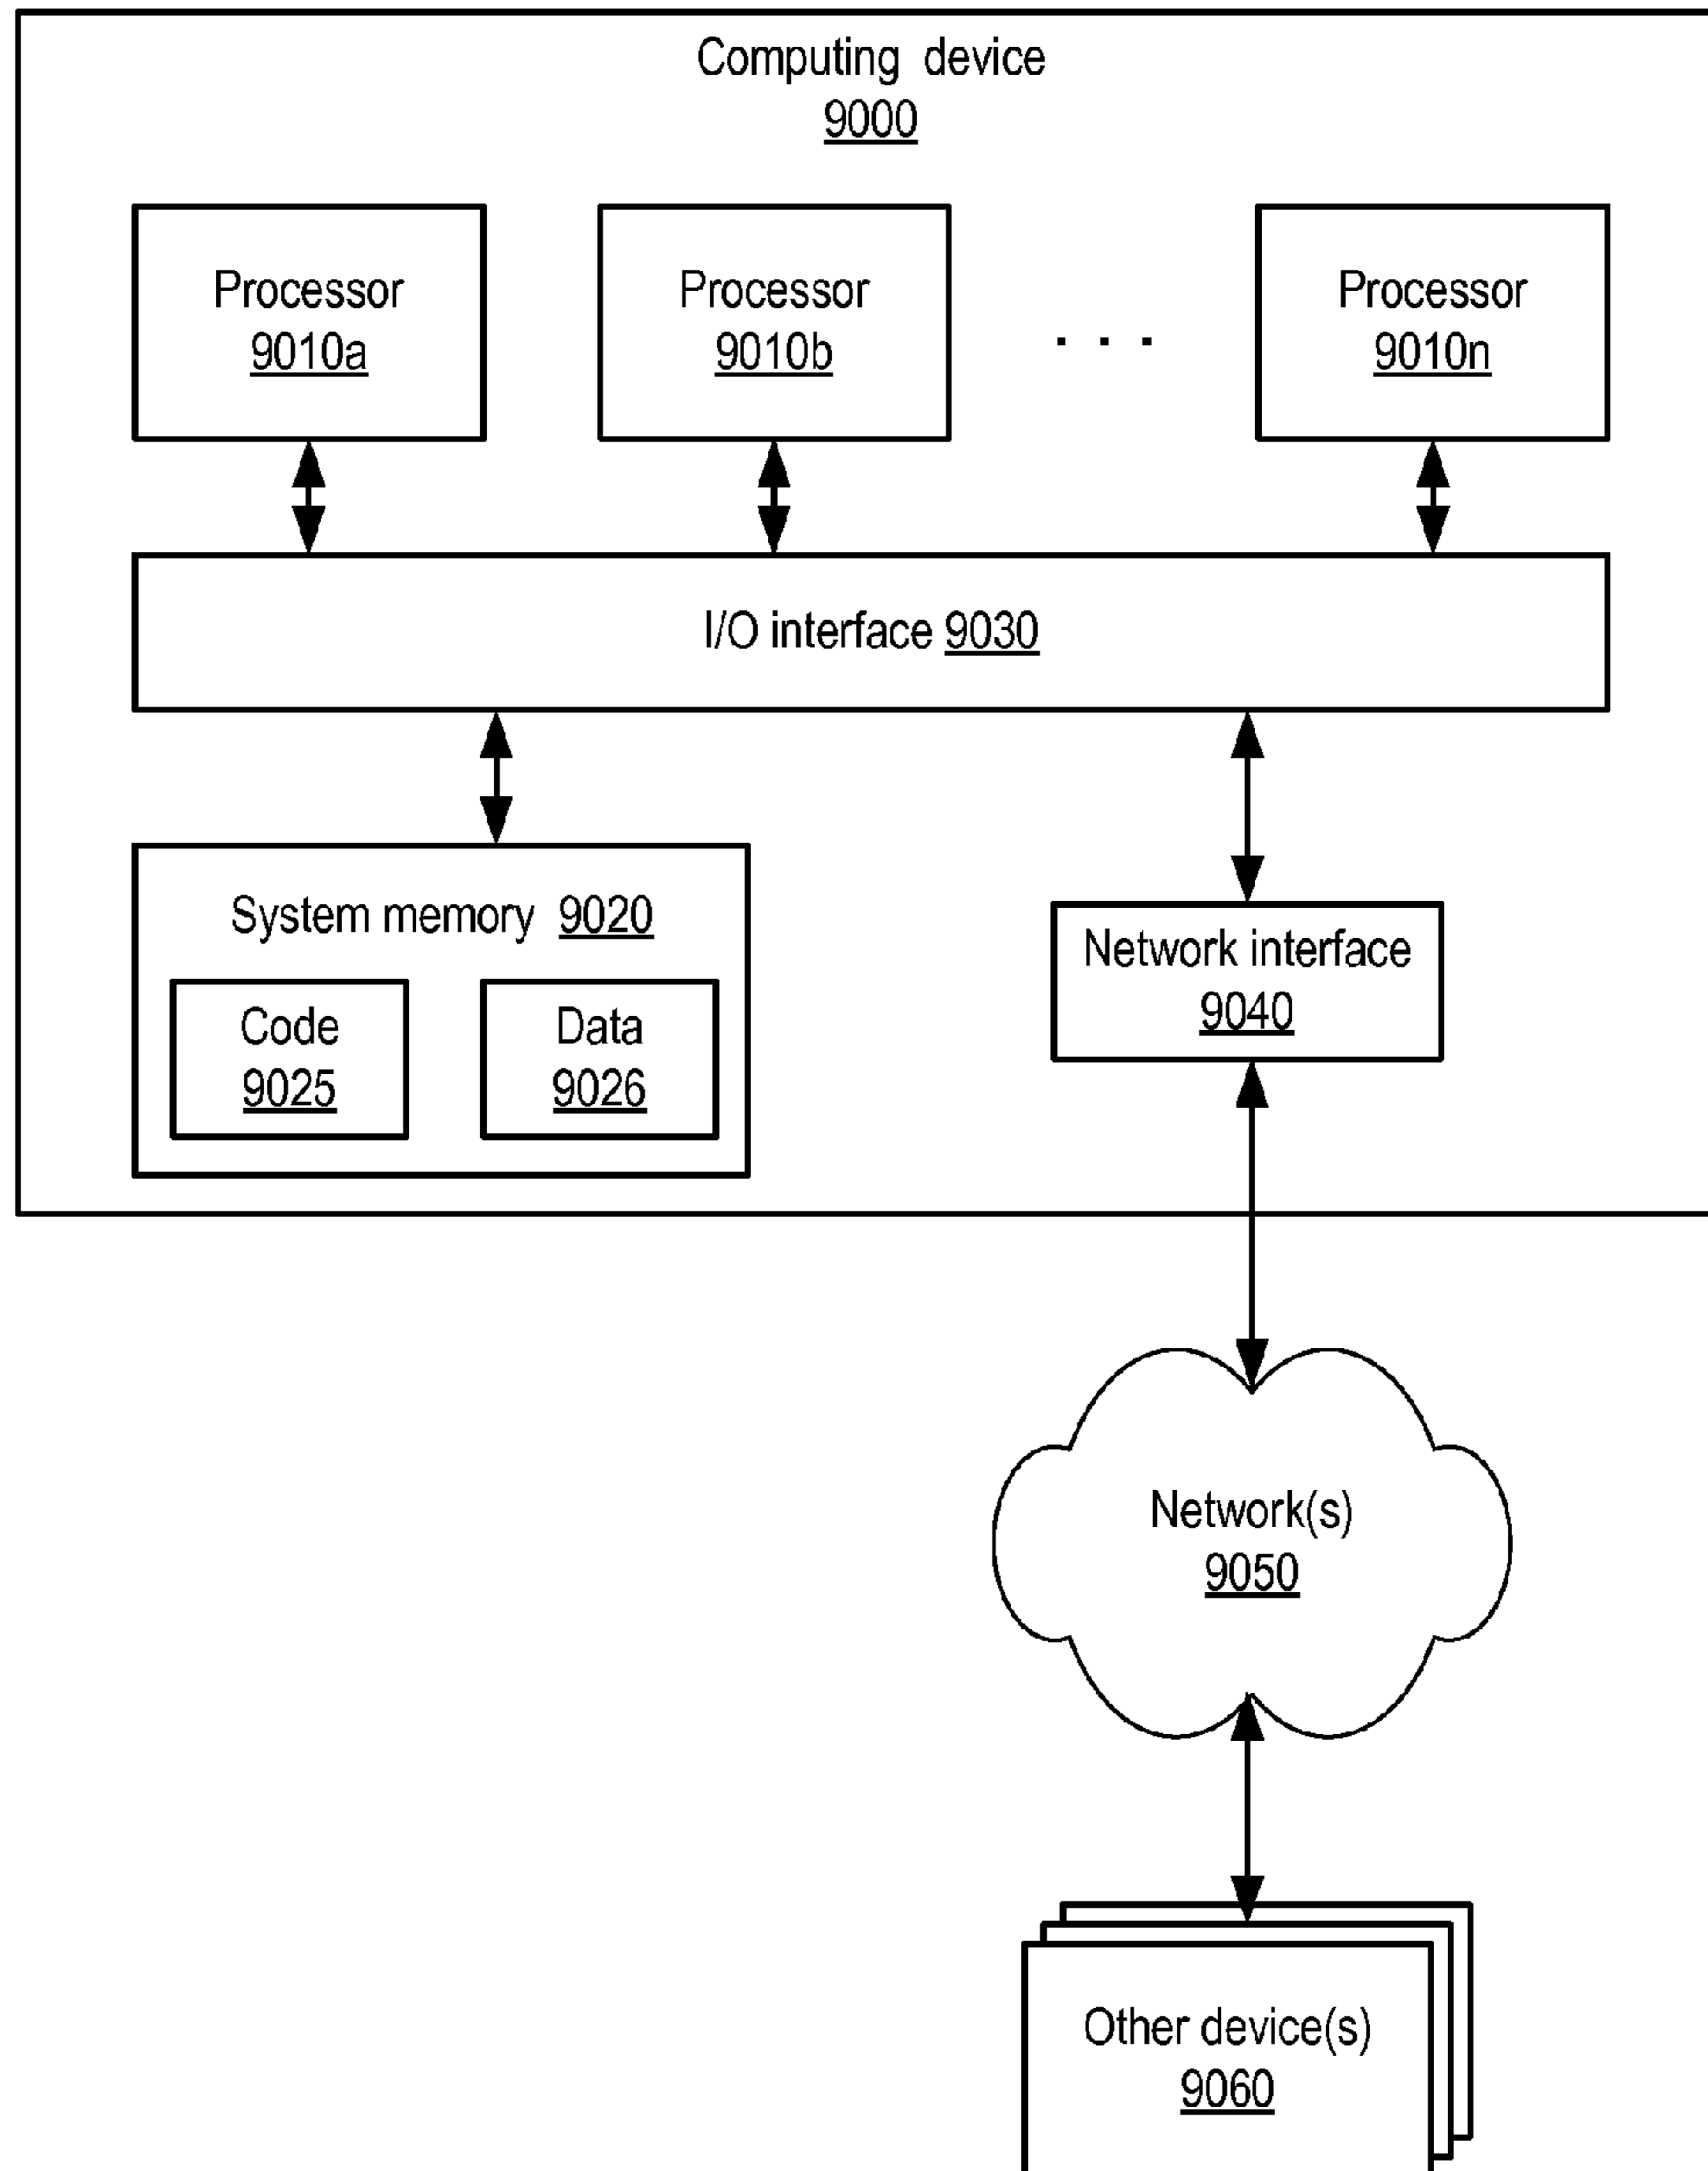 Computing device
9000
Processor
9010a
Processor
9010b
. . .
Processor
9010n
I/O interface 9030
System memory 9020
Code
9025
Data
9026
Network interface
9040
Network(s)
9050
Other device(s)
9060